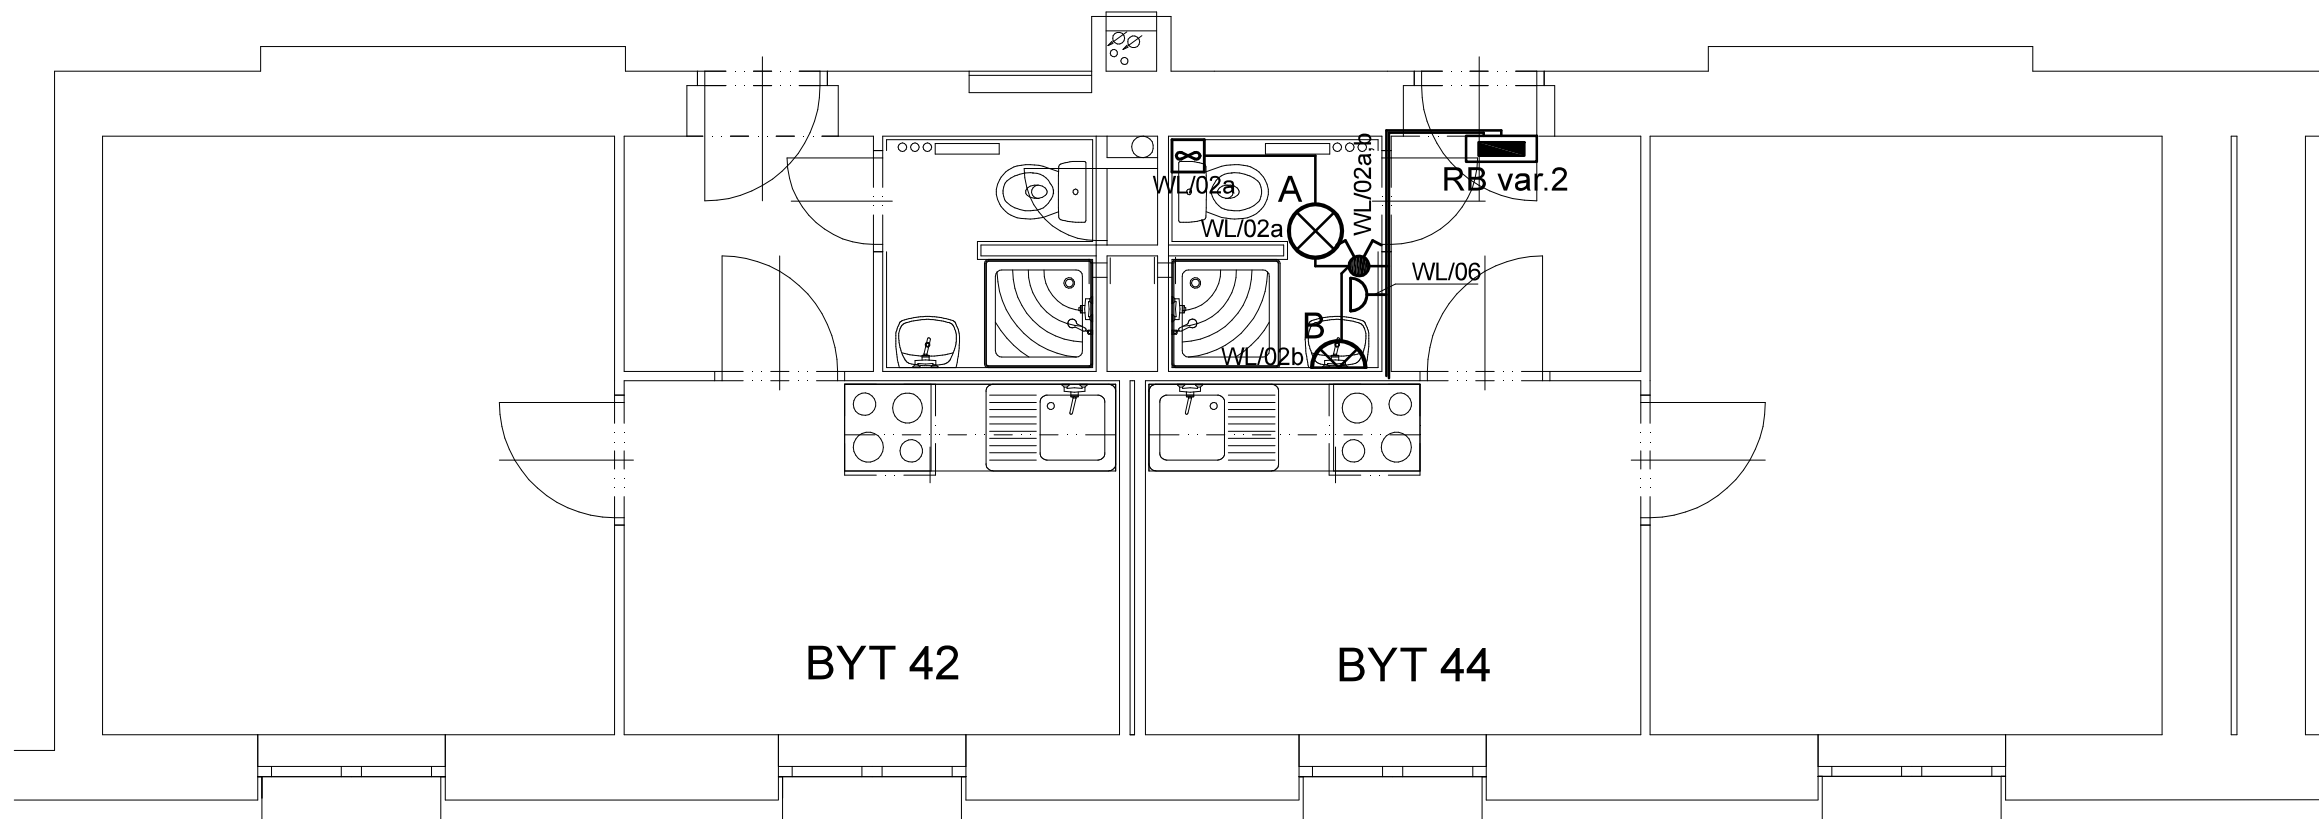 WL/02a
A
WL/02a,b
RB var.2
WL/02a
WL/06
B
WL/02b
BYT 42
BYT 44